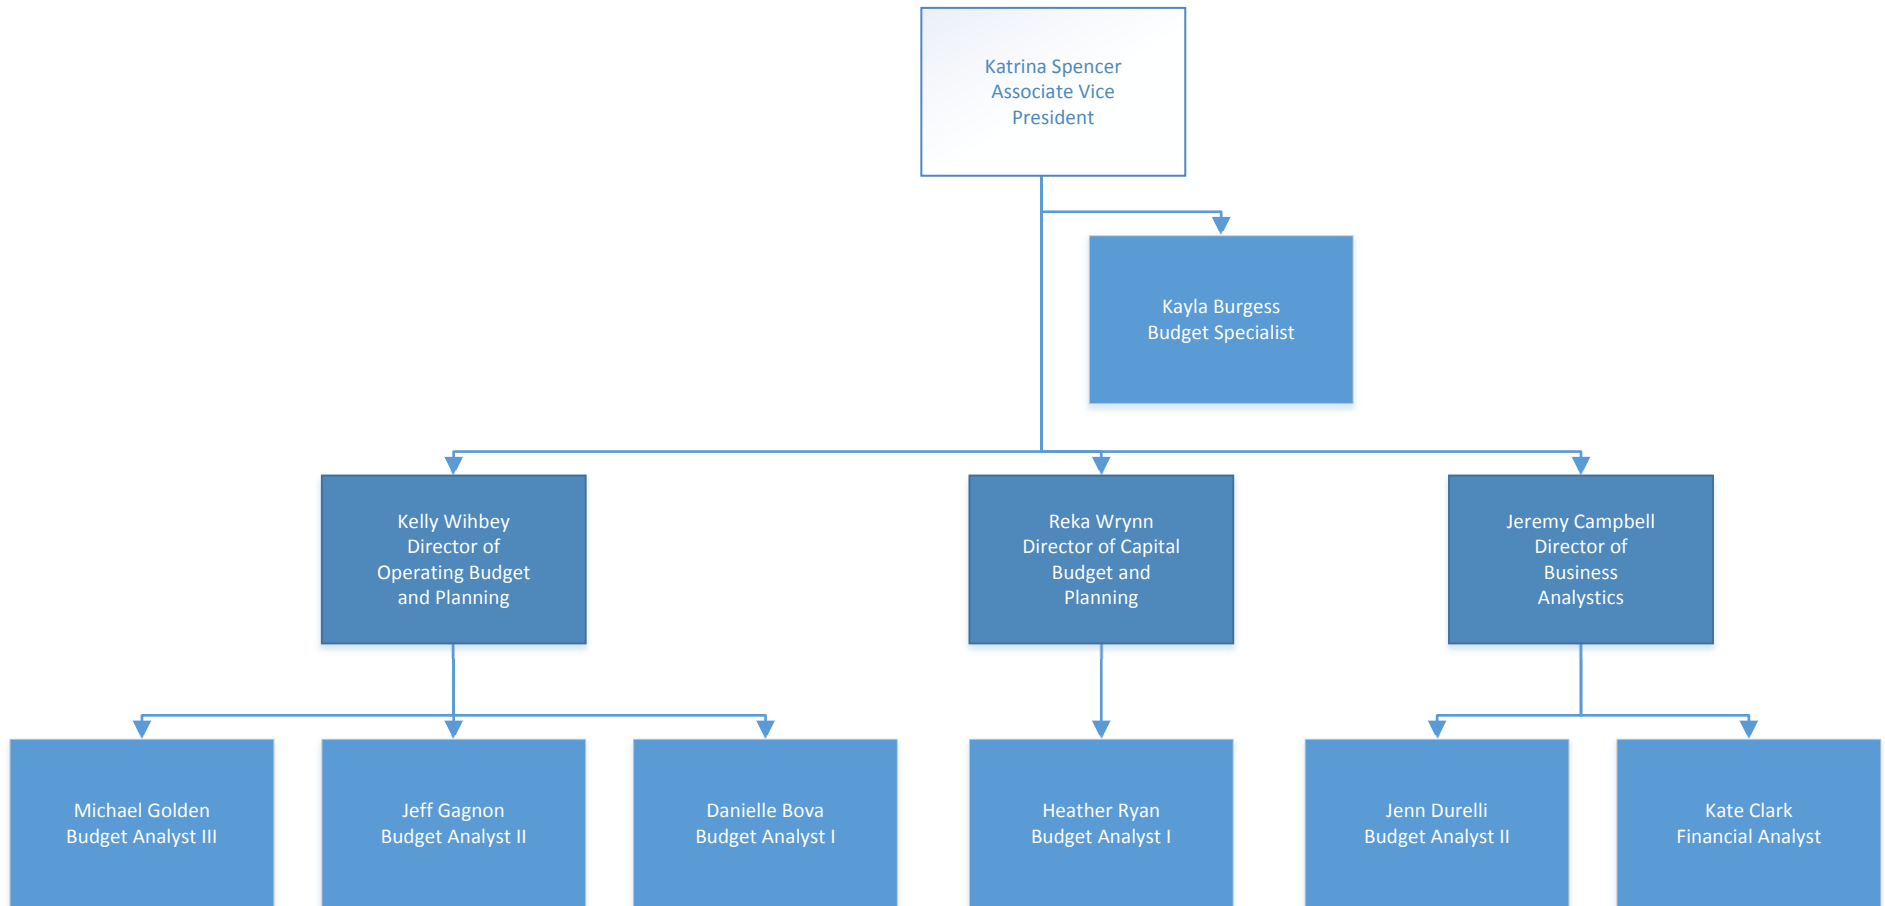 Katrina Spencer
Associate Vice
President
Kayla Burgess
Budget Specialist
Kelly Wihbey
Director of
Operating Budget
and Planning
Reka Wrynn
Director of Capital
Budget and
Planning
Jeremy Campbell
Director of
Business
Analystics
Michael Golden
Budget Analyst III
Jeff Gagnon
Budget Analyst II
Danielle Bova
Budget Analyst I
Heather Ryan
Budget Analyst I
Jenn Durelli
Budget Analyst II
Kate Clark
Financial Analyst